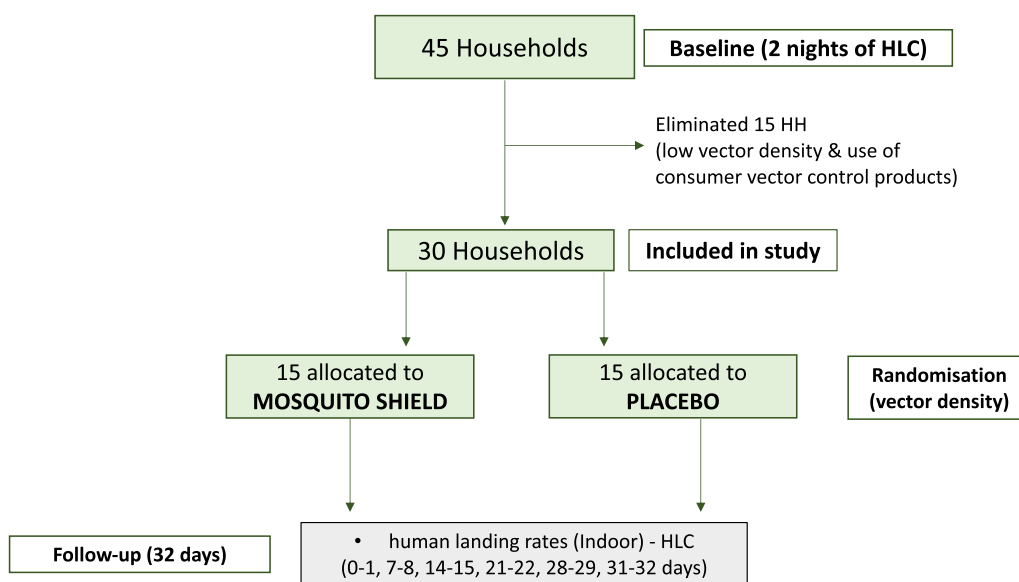 45 Households
Baseline (2 nights of HLC)
Eliminated 15 HH
(low vector density & use of
consumer vector control products)
30 Households
Included in study
15 allocated to
MOSQUITO SHIELD
15 allocated to
PLACEBO
Randomisation
(vector density)
Follow-up (32 days)
• human landing rates (Indoor) - HLC
(0-1, 7-8, 14-15, 21-22, 28-29, 31-32 days)